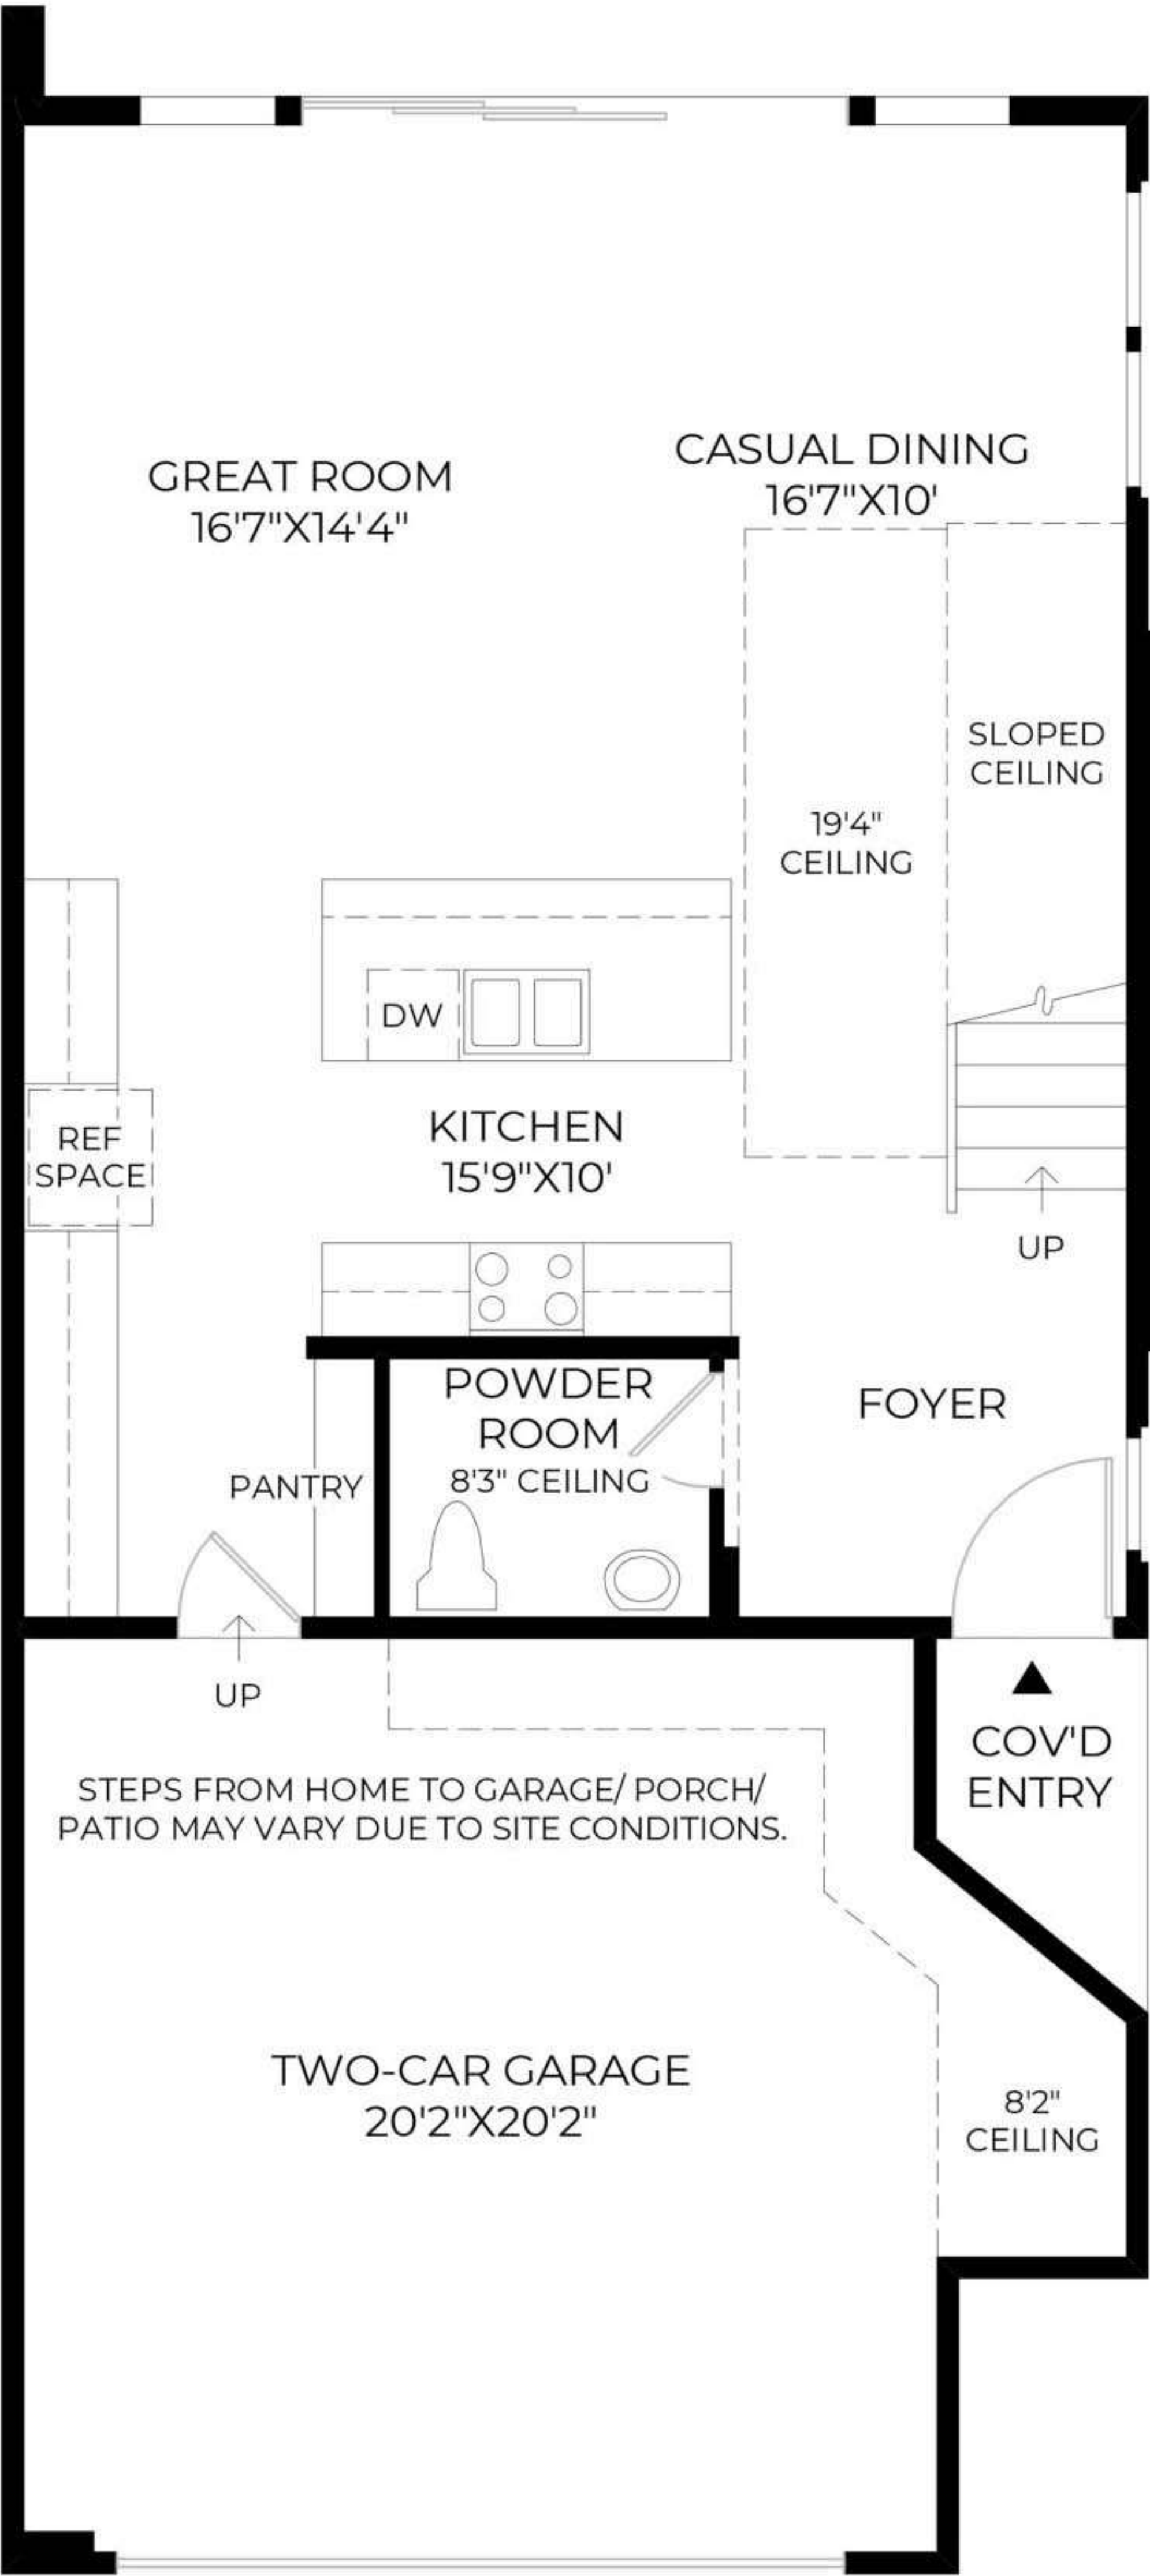 GREAT ROOM
16'7"X14'4"
CASUAL DINING
16'7"X10'
SLOPED
CEILING
19'4"
CEILING
DW
REF
SPACE
KITCHEN
15'9"X10'
UP
POWDER
ROOM
8'3" CEILING
FOYER
PANTRY
UP
COV'D
ENTRY
STEPS FROM HOME TO GARAGE/ PORCH/
PATIO MAY VARY DUE TO SITE CONDITIONS.
TWO-CAR GARAGE
20'2"X20'2"
8'2"
CEILING